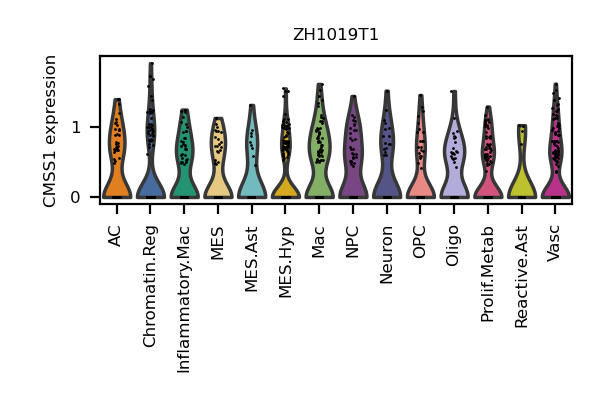 ZH1019T1
CMSS1 expression
1
0
AC
Chromatin.Reg
Inflammatory.Mac
MES
MES.Ast
MES.Hyp
Mac
NPC
Neuron
OPC
Oligo
Prolif.Metab
Reactive.Ast
Vasc